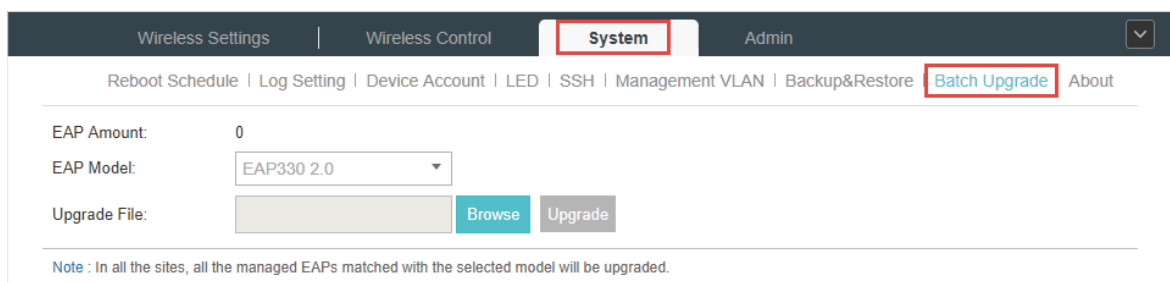 Wireless Settings | Wireless Control System Admin
Reboot Schedule | Log Setting | Device Account | LED | SSH | Management VLAN | Backup&Restore | Batch Upgrade About
EAP Amount: 0
EAP Model: EAP330 2.0
Upgrade File: Browse Upgrade
Note : In all the sites, all the managed EAPs matched with the selected model will be upgraded.